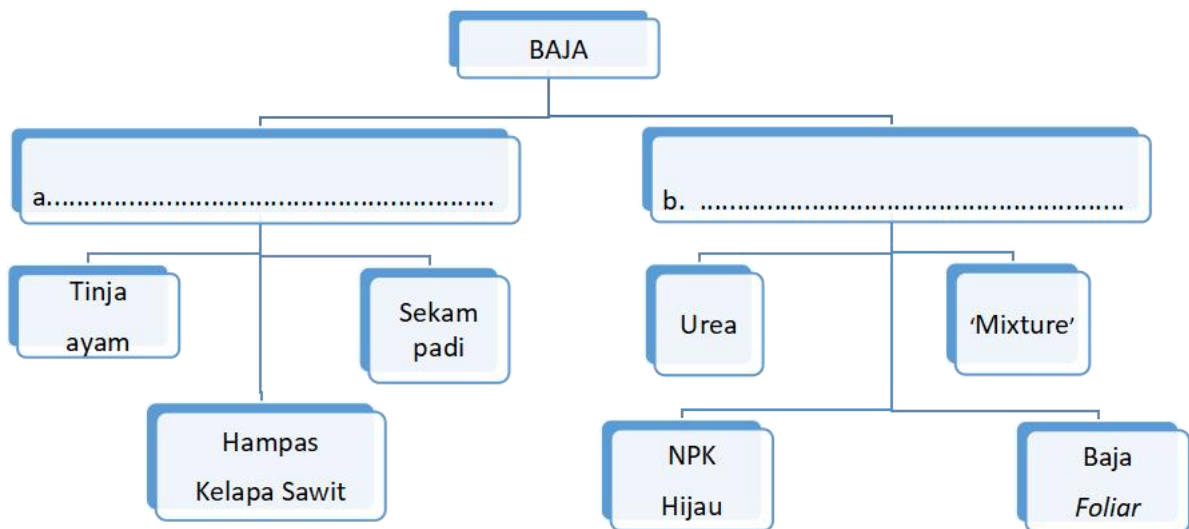 BAJA
a............................................................
b. .........................................................
Tinja
ayam
Sekam
padi
Hampas
Kelapa Sawit
Urea
‘Mixture’
NPK
Hijau
Baja
Foliar